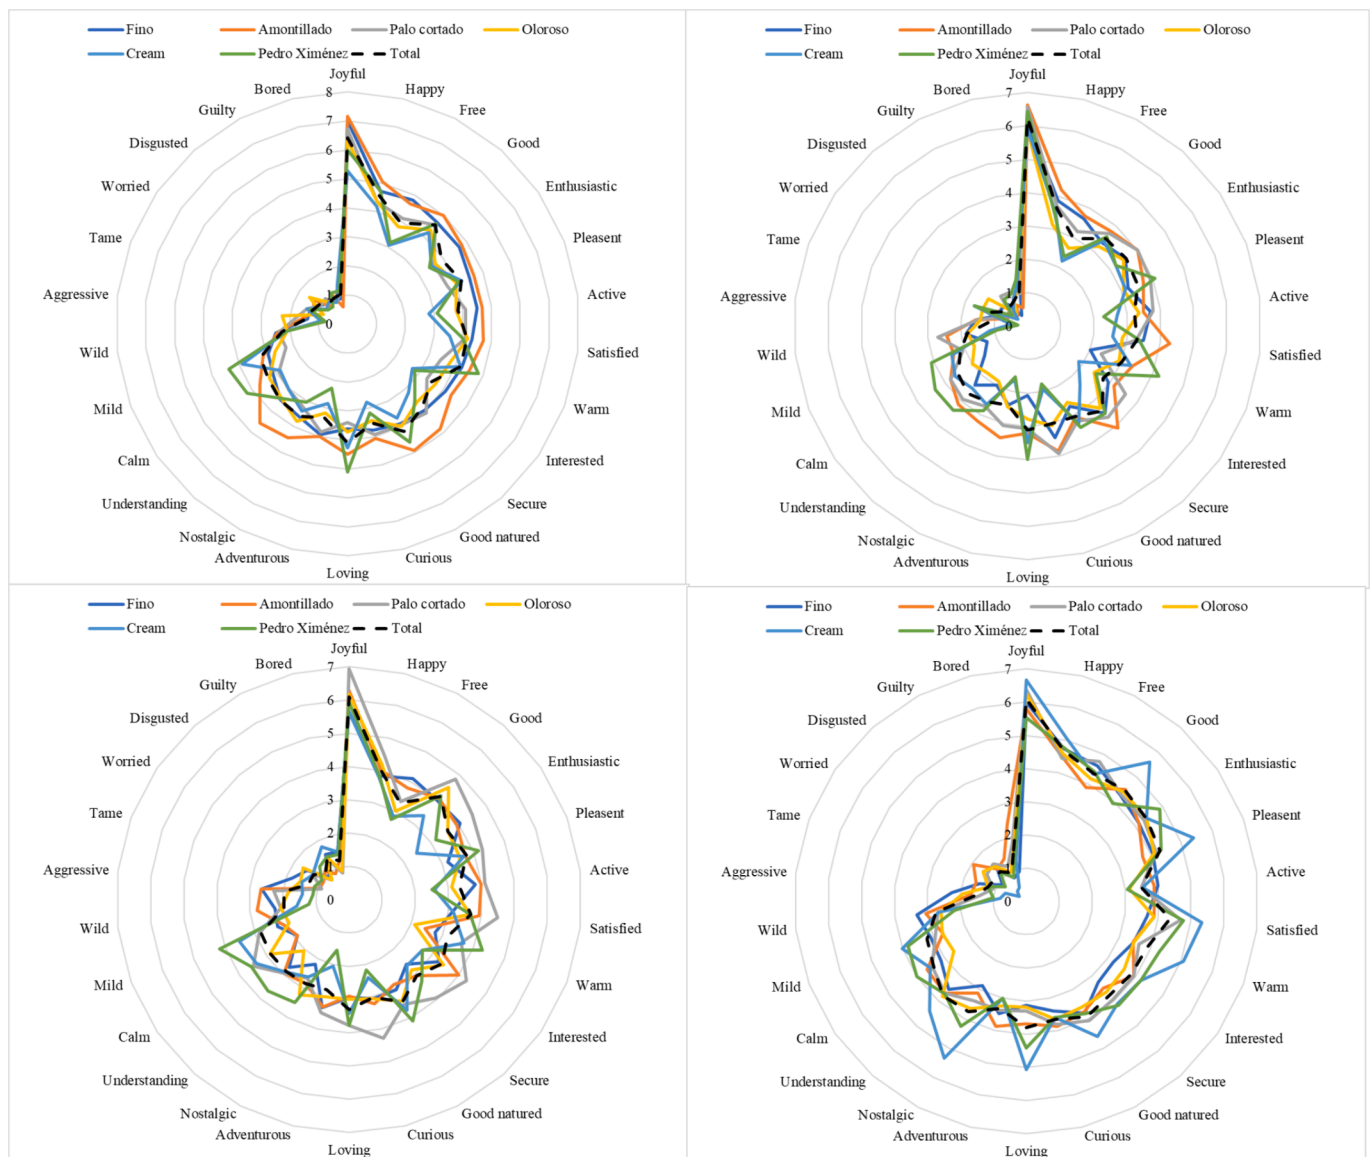 Fino Amontillado Palo cortado Oloroso
Cream Pedro Ximénez Total
Joyful
Bored 8 Happy
Guilty Free
7
Disgusted Good
6
Worried 5 Enthusiastic
4
Tame 3 Pleasent
2
Aggressive 1 Active
0
Wild Satisfied
Mild Warm
Calm Interested
Understanding Secure
Nostalgic Good natured
Adventurous Curious
Loving
Fino Amontillado Palo cortado Oloroso
Cream Pedro Ximénez Total
Joyful
Bored 7 Happy
Guilty Free
6
Disgusted Good
5
Worried Enthusiastic
4
3
Tame Pleasent
2
Aggressive 1 Active
0
Wild Satisfied
Mild Warm
Calm Interested
Understanding Secure
Nostalgic Good natured
Adventurous Curious
Loving
Fino Amontillado Palo cortado Oloroso
Cream Pedro Ximénez Total
Joyful
Bored 7 Happy
Guilty Free
6
Disgusted Good
5
Worried Enthusiastic
4
3
Tame Pleasent
2
Aggressive 1 Active
0
Wild Satisfied
Mild Warm
Calm Interested
Understanding Secure
Nostalgic Good natured
Adventurous Curious
Loving
Fino Amontillado Palo cortado Oloroso
Cream Pedro Ximénez Total
Joyful
Bored 7 Happy
Guilty Free
6
Disgusted Good
5
Worried Enthusiastic
4
3
Tame Pleasent
2
Aggressive 1 Active
0
Wild Satisfied
Mild Warm
Calm Interested
Understanding Secure
Nostalgic Good natured
Adventurous Curious
Loving